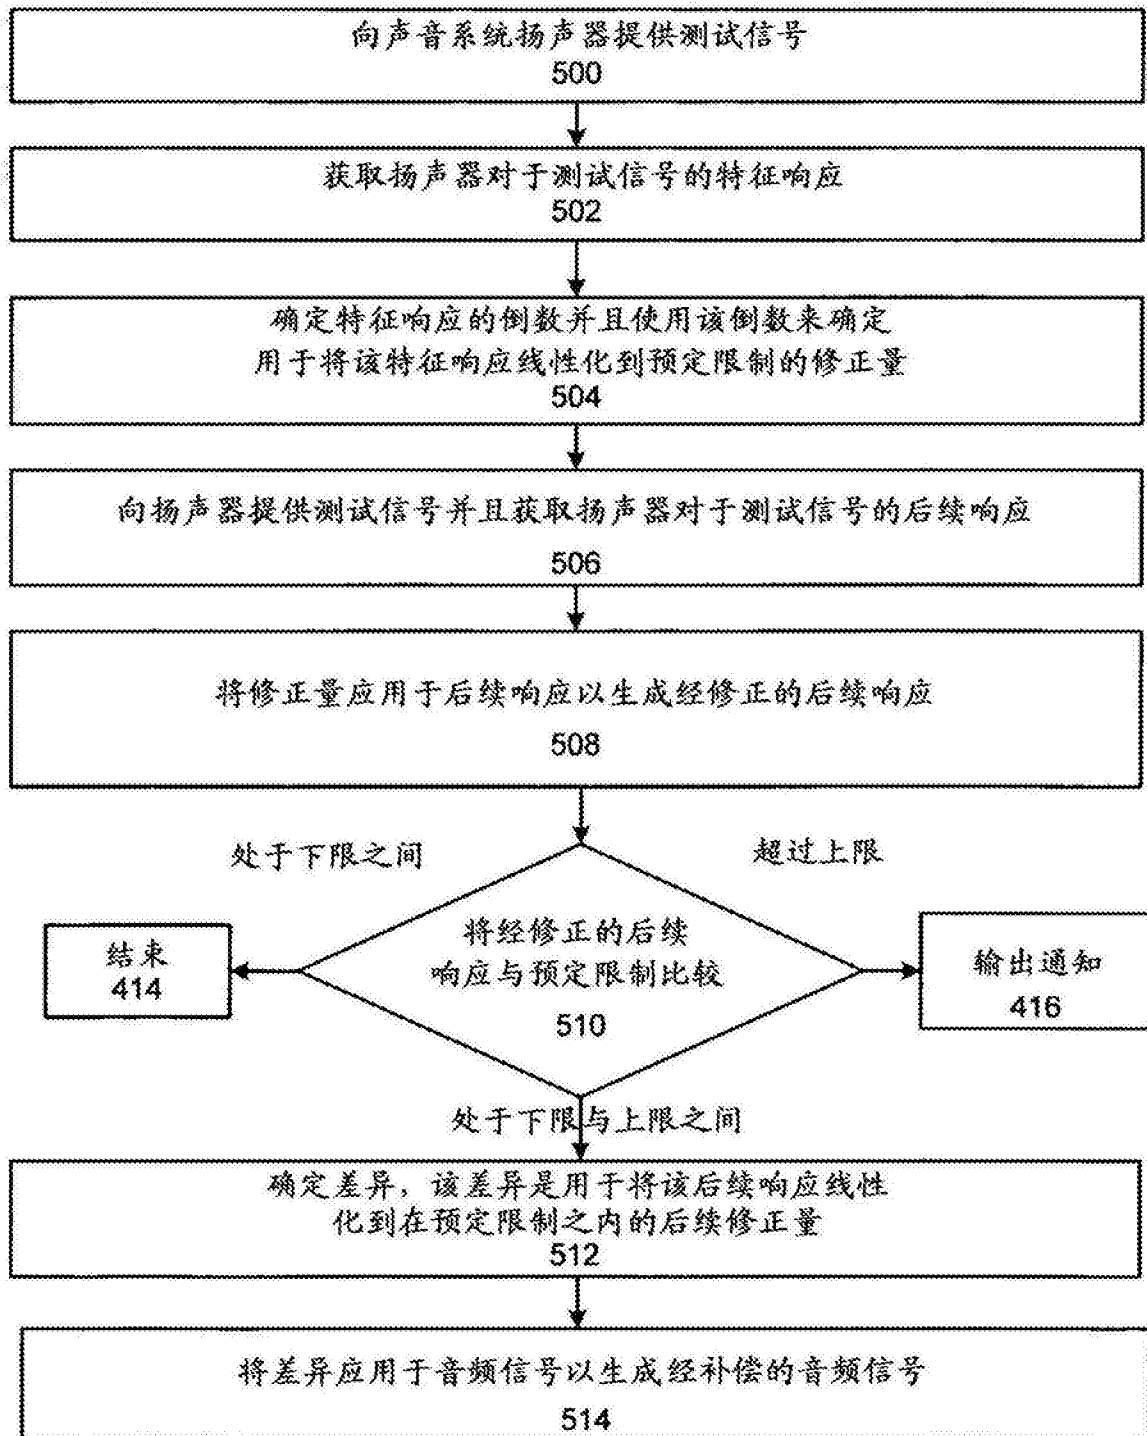 向声音系统扬声器提供测试信号
500
获取扬声器对于测试信号的特征响应
502
确定特征响应的倒数并且使用该倒数来确定
用于将该特征响应线性化到预定限制的修正量
504
向扬声器提供测试信号并且获取扬声器对于测试信号的后续响应
506
将修正量应用于后续响应以生成经修正的后续响应
508
处于下限之间
超过上限
将经修正的后续
响应与预定限制比较
510
结束
414
输出通知
416
处于下限与上限之间
确定差异，该差异是用于将该后续响应线性
化到在预定限制之内的后续修正量
512
将差异应用于音频信号以生成经补偿的音频信号
514